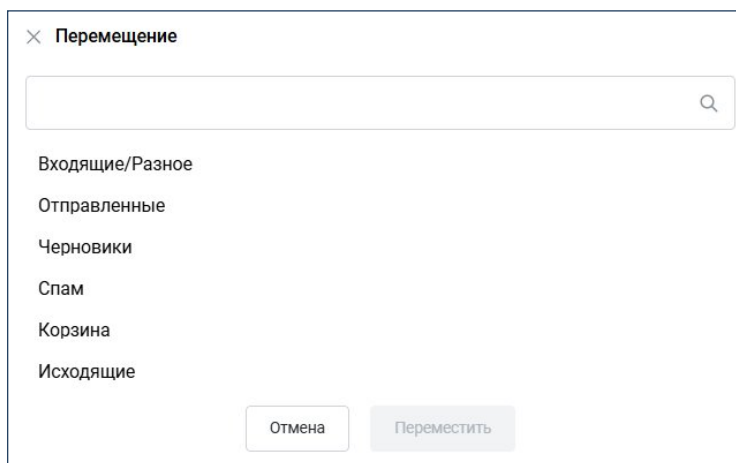 Перемещение
Входящие/Разное
Отправленные
Черновики
Спам
Корзина
Исходящие
Отмена Переместить